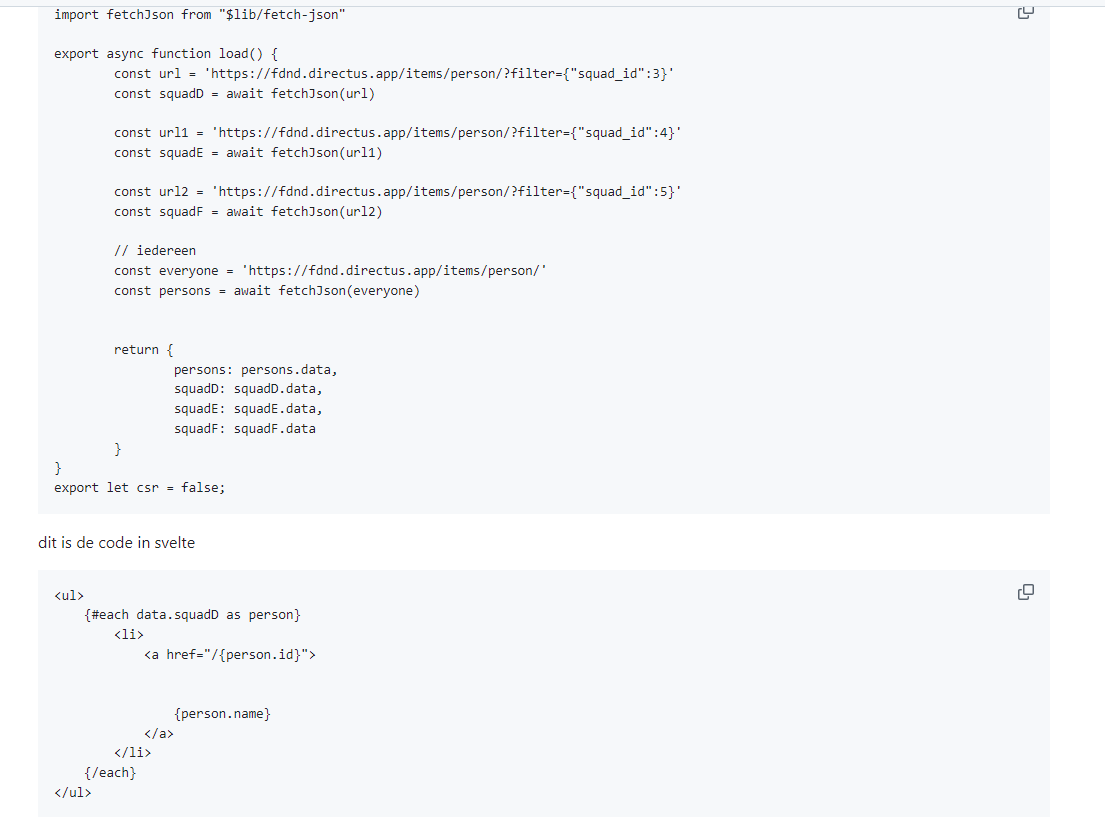 import fetchJson from "$lib/fetch-json"
export async function load() {
const url = 'https://fdnd.directus.app/items/person/?filter={"squad_id":3}'
const squadD = await fetchJson(url)
const url1 = 'https://fdnd.directus.app/items/person/?filter={"squad_id":4}'
const squadE = await fetchJson(url1)
const url2 = 'https://fdnd.directus.app/items/person/?filter={"squad_id":5}'
const squadF = await fetchJson(url2)
// iedereen
const everyone = 'https://fdnd.directus.app/items/person/'
const persons = await fetchJson(everyone)
return {
persons: persons.data,
squadD: squadD.data,
squadE: squadE.data,
squadF: squadF.data
}
}
export let csr = false;
dit is de code in svelte
<ul>
{#each data.squadD as person}
<li>
<a href="/{person.id}">
{person.name}
</a>
</li>
{/each}
</ul>